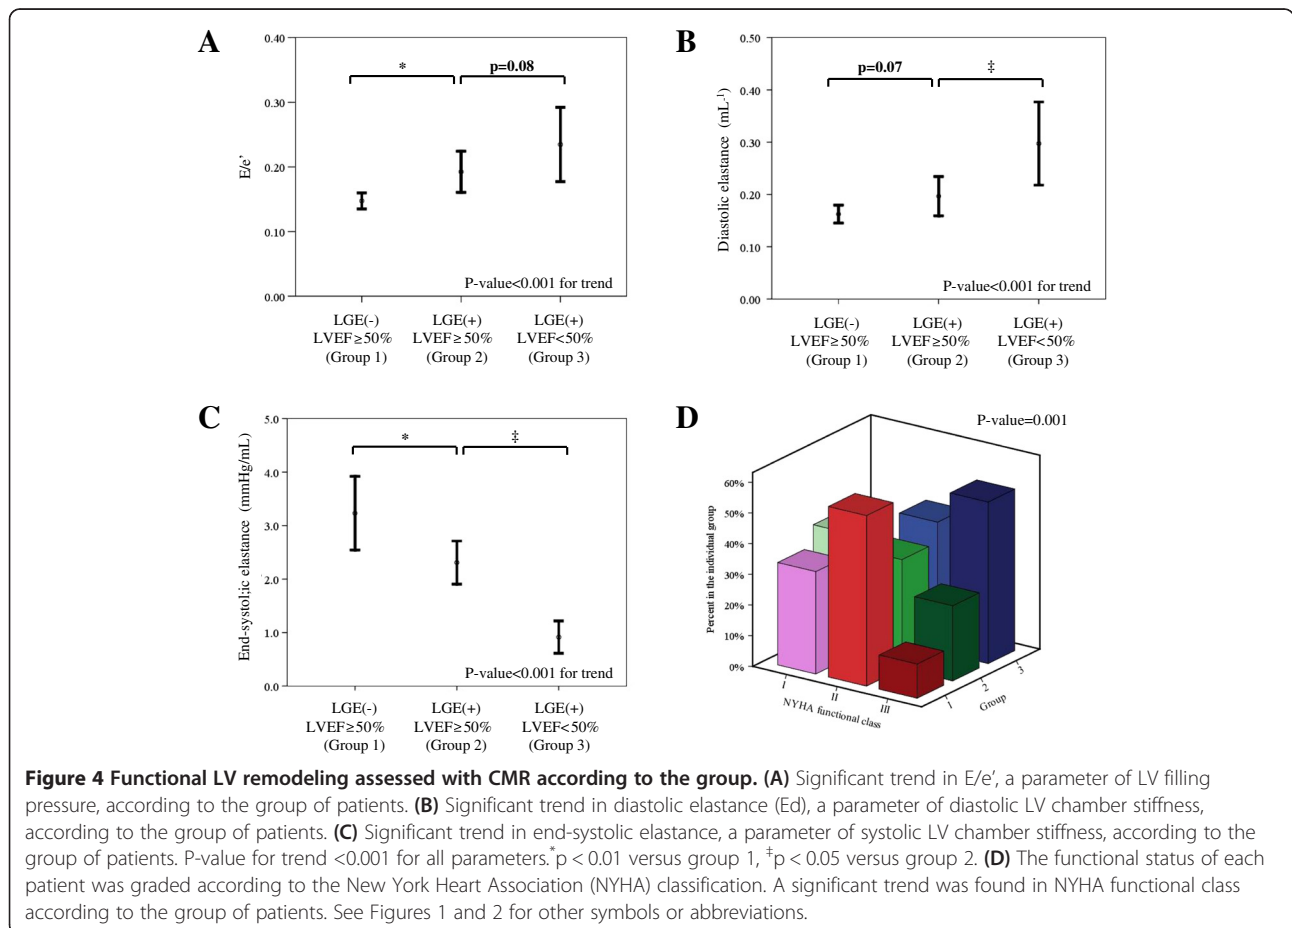 A
0.40
0.30
0.20
0.10
0.00
E/e’
*
p=0.08
P-value<0.001 for trend
LGE(-) LGE(+) LGE(+)
LVEF≥50% LVEF≥50% LVEF<50%
(Group 1) (Group 2) (Group 3)
B
0.50
0.40
0.30
0.20
0.10
0.00
Diastolic elastance (mL-1)
p=0.07
‡
P-value<0.001 for trend
LGE(-) LGE(+) LGE(+)
LVEF≥50% LVEF≥50% LVEF<50%
(Group 1) (Group 2) (Group 3)
C
5.0
4.0
3.0
2.0
1.0
0.0
End-systol;ic elastance (mmHg/mL)
*
‡
P-value<0.001 for trend
LGE(-) LGE(+) LGE(+)
LVEF≥50% LVEF≥50% LVEF<50%
(Group 1) (Group 2) (Group 3)
D
P-value=0.001
60%
50%
40%
30%
20%
10%
0%
Percent in the individual group
I
II
III
NYHA functional class
1
2
3
Group
Figure 4 Functional LV remodeling assessed with CMR according to the group. (A) Significant trend in E/e’, a parameter of LV filling
pressure, according to the group of patients. (B) Significant trend in diastolic elastance (Ed), a parameter of diastolic LV chamber stiffness,
according to the group of patients. (C) Significant trend in end-systolic elastance, a parameter of systolic LV chamber stiffness, according to the
group of patients. P-value for trend <0.001 for all parameters.*p < 0.01 versus group 1, ‡p < 0.05 versus group 2. (D) The functional status of each
patient was graded according to the New York Heart Association (NYHA) classification. A significant trend was found in NYHA functional class
according to the group of patients. See Figures 1 and 2 for other symbols or abbreviations.